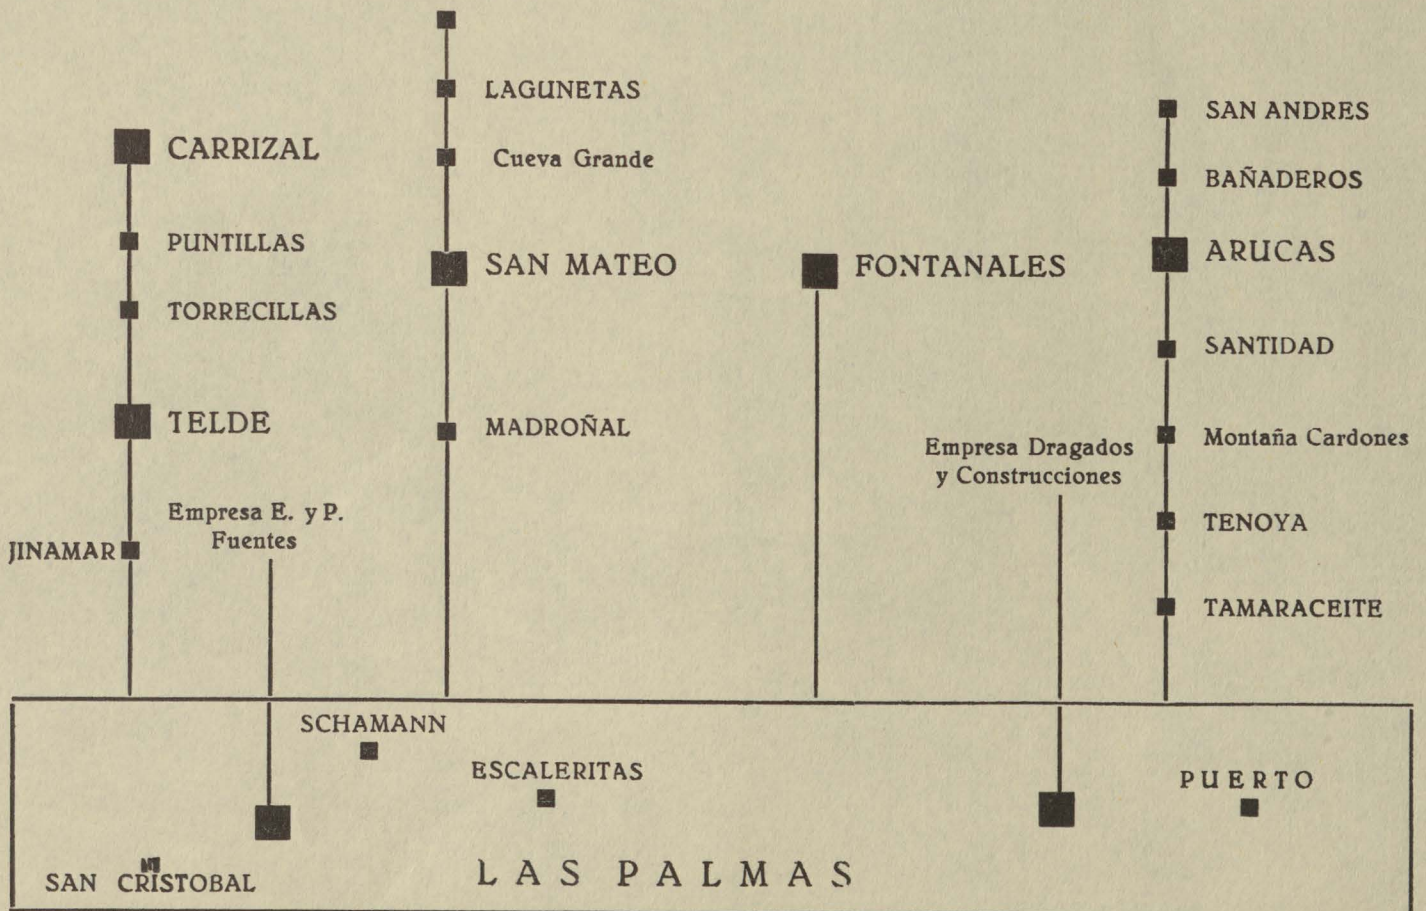 CARRIZAL
PUNTILLAS
TORRECILLAS
TELDE
JINAMAR
Empresa E. y P.
Fuentes
LAGUNETAS
Cueva Grande
SAN MATEO
MADROÑAL
FONTANALES
Empresa Dragados
y Construcciones
SAN ANDRES
BAÑADEROS
ARUCAS
SANTIDAD
Montaña Cardones
TENOYA
TAMARACEITE
SCHAMANN
ESCALERITAS
PUERTO
SAN CRISTOBAL
LAS PALMAS